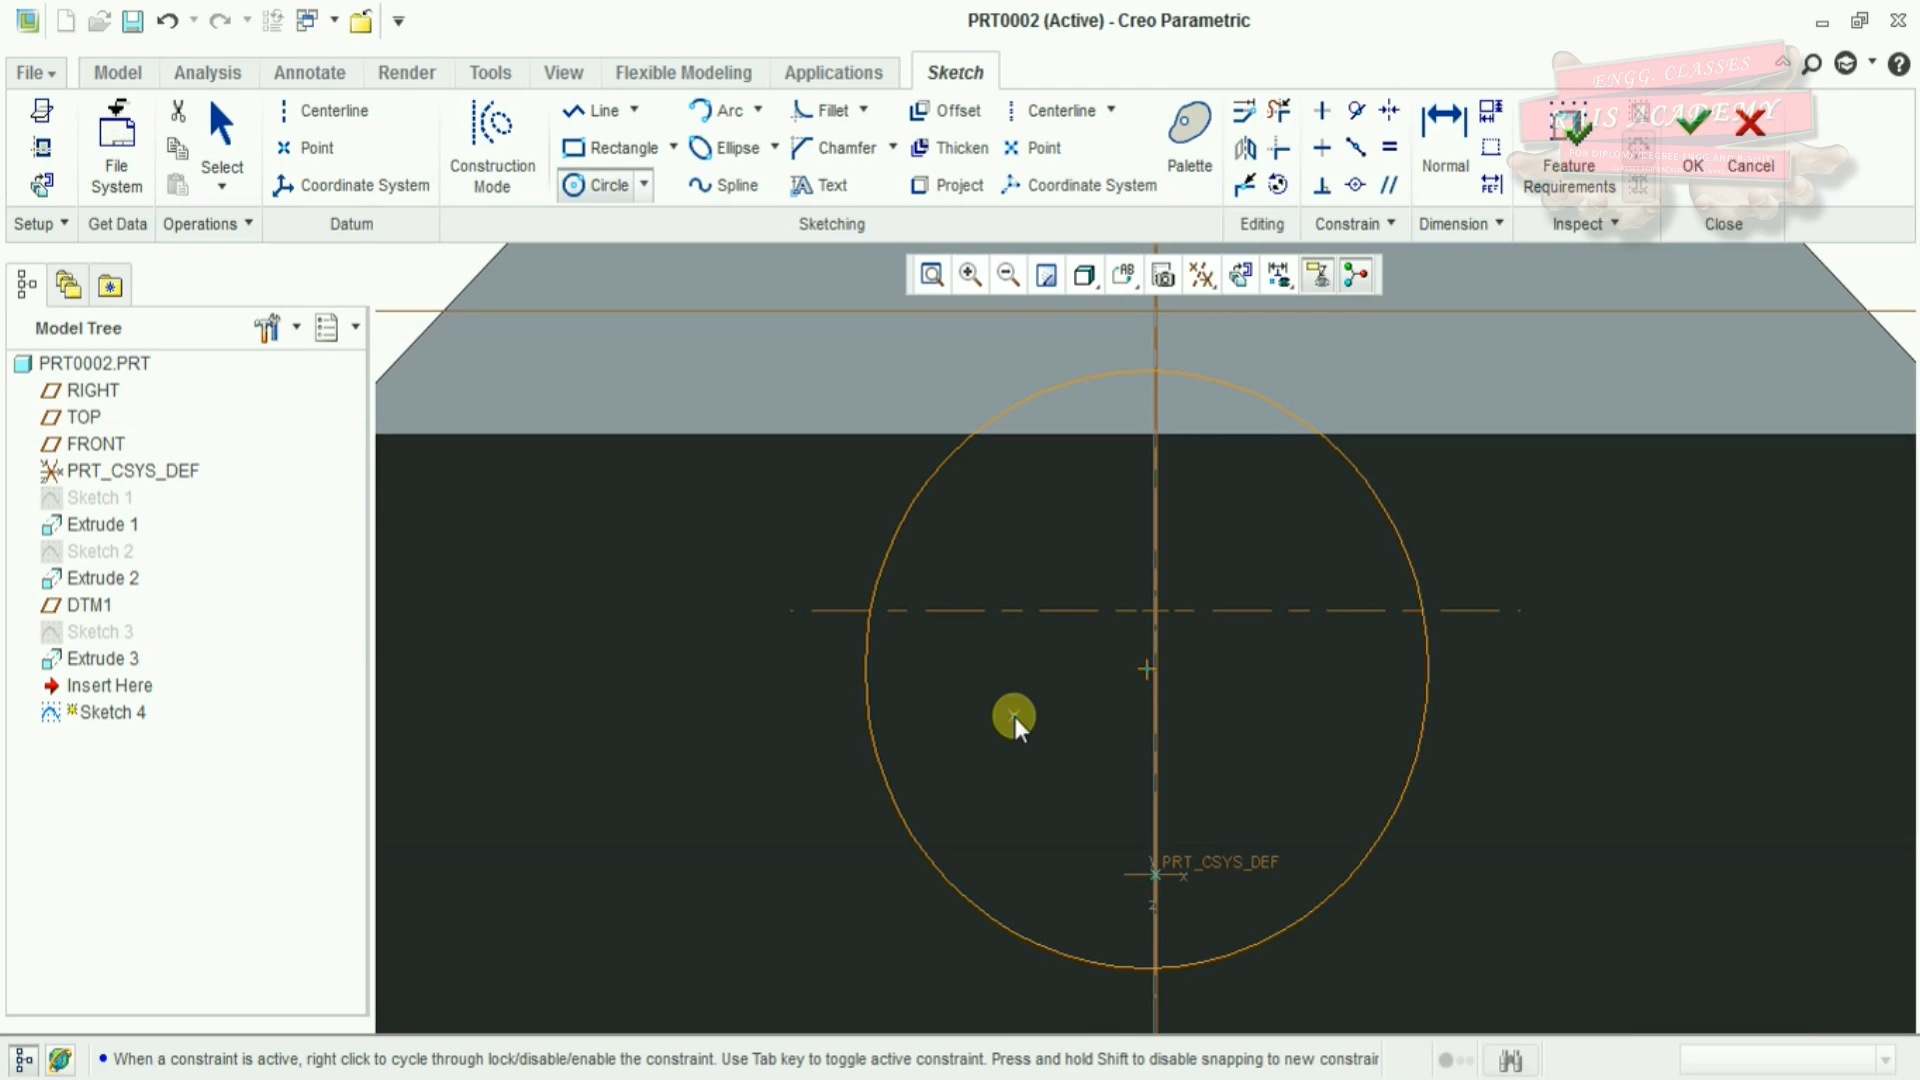 PRT0002 (Active) - Creo Parametric
File Model Analysis Annotate Render Tools View Flexible Modeling Applications Sketch
ENGG. CLASSES
Centerline Line Arc Fillet Offset Centerline
ACADEMY
Point Rectangle Ellipse Chamfer Thicken Point
File System Select Construction Mode Palette Normal Feature Requirements OK Cancel
Coordinate System Circle Spline Text Project Coordinate System
Setup Get Data Operations Datum Sketching Editing Constrain Dimension Inspect Close
Model Tree
PRT0002.PRT
RIGHT
TOP
FRONT
PRT_CSYS_DEF
Sketch 1
Extrude 1
Sketch 2
Extrude 2
DTM1
Sketch 3
Extrude 3
Insert Here
Sketch 4
PRT_CSYS_DEF
x
z
When a constraint is active, right click to cycle through lock/disable/enable the constraint. Use Tab key to toggle active constraint. Press and hold Shift to disable snapping to new constrair